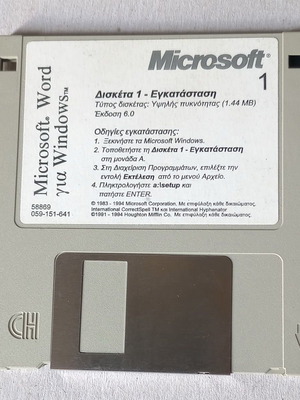 Microsoft®
1
Microsoft® Word
για Windows™
Δισκέτα 1 - Εγκατάσταση
Τύπος δισκέτας: Υψηλής πυκνότητας (1.44 MB)
Έκδοση 6.0
Οδηγίες εγκατάστασης:
1. Ξεκινήστε τα Microsoft Windows.
2. Τοποθετήστε τη Δισκέτα 1 - Εγκατάσταση
στη μονάδα Α.
3. Στη Διαχείριση Προγραμμάτων, επιλέξτε την
εντολή Εκτέλεση από το μενού Αρχείο.
4. Πληκτρολογήστε a:\setup και
πατήστε ENTER.
56869
059-151-641
© 1983 - 1994 Microsoft Corporation. Με επιφύλαξη κάθε δικαιώματος.
International CorrectSpell TM και International Hyphenator
©1991 - 1994 Houghton Mifflin Co. Με επιφύλαξη κάθε δικαιώματος.